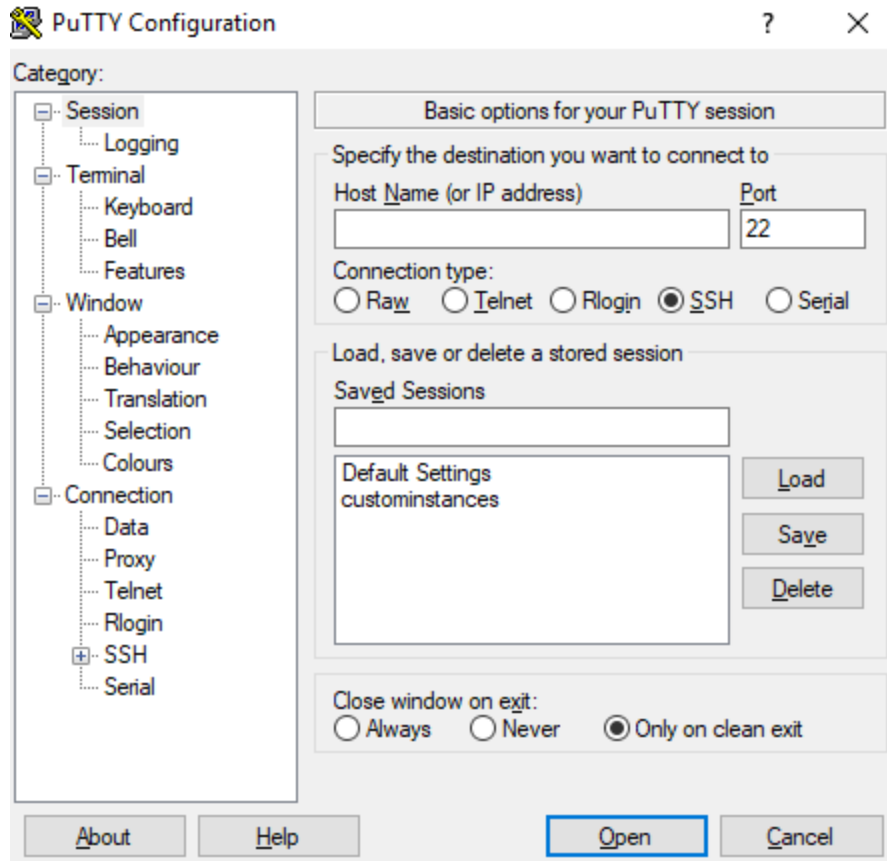 PuTTY Configuration
?
Category:
Session
Logging
Terminal
Keyboard
Bell
Features
Window
Appearance
Behaviour
Translation
Selection
Colours
Connection
Data
Proxy
Telnet
Rlogin
SSH
Serial
Basic options for your PuTTY session
Specify the destination you want to connect to
Host Name (or IP address) Port
22
Connection type:
Raw Telnet Rlogin SSH Serial
Load, save or delete a stored session
Saved Sessions
Default Settings
custominstances
Load
Save
Delete
Close window on exit:
Always Never Only on clean exit
About Help Open Cancel